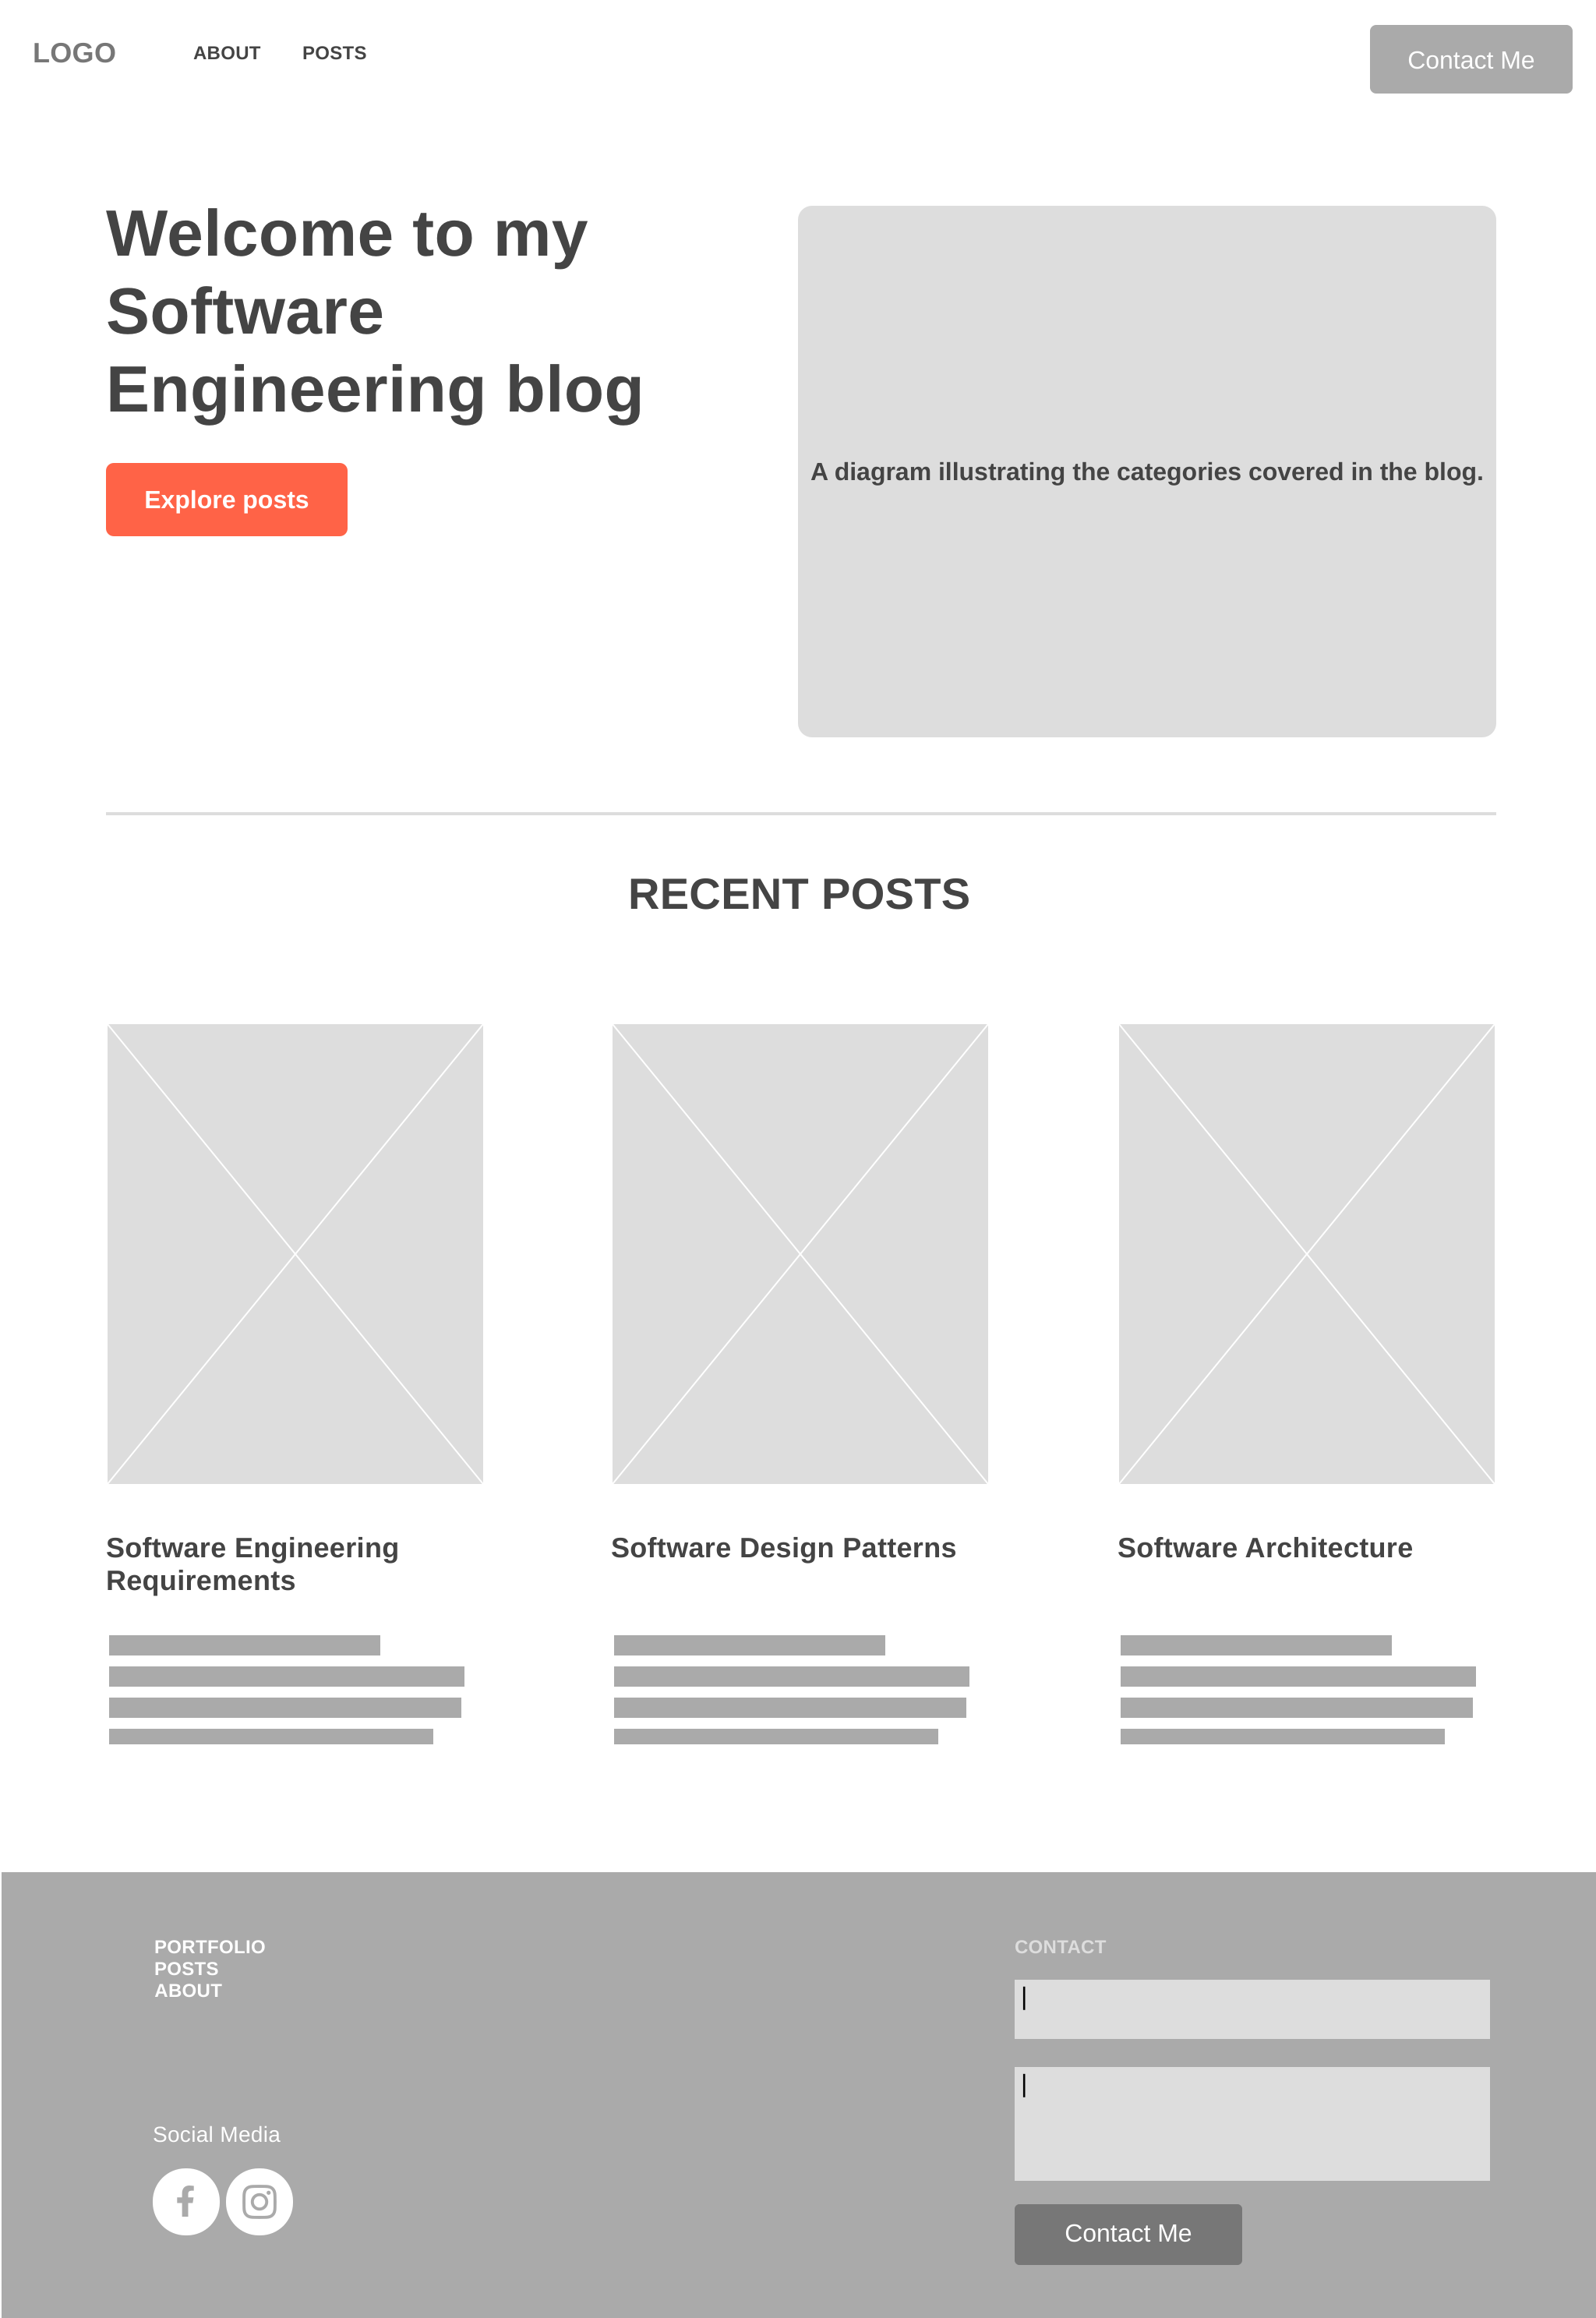 LOGO
ABOUT
POSTS
Contact Me
Welcome to my
Software
Engineering blog
Explore posts
A diagram illustrating the categories covered in the blog.
RECENT POSTS
Software Engineering
Requirements
Software Design Patterns
Software Architecture
PORTFOLIO
POSTS
ABOUT
Social Media
CONTACT
Contact Me